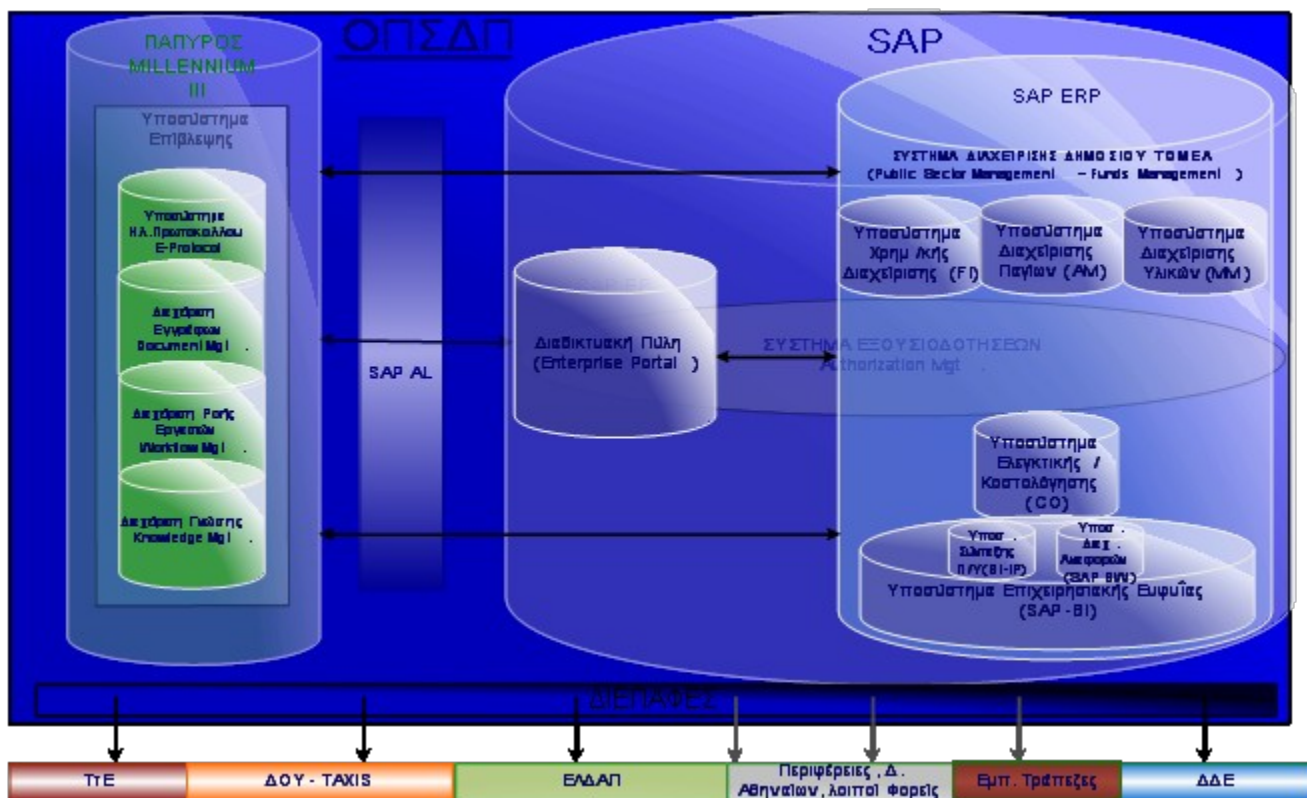 ΟΠΣΔΠ
ΠΑΠΥΡΟΣ
MILLENNIUM
III
Υποσύστημα
Επίβλεψης
Υποσύστημα
Ηλ.Πρωτοκόλλου
E-Protocol
Διαχείριση
Εγγράφων
Document Mgt .
Διαχείριση Ροής
Εργασιών
Workflow Mgt .
Διαχείριση Γνώσης
Knowledge Mgt .
SAP AL
SAP
SAP ERP
ΣΥΣΤΗΜΑ ΔΙΑΧΕΙΡΙΣΗΣ ΔΗΜΟΣΙΟΥ ΤΟΜΕΑ
(Public Sector Management – Funds Management )
Υποσύστημα
Χρημ/κής
Διαχείρισης (FI)
Υποσύστημα
Διαχείρισης
Παγίων (AM)
Υποσύστημα
Διαχείρισης
Υλικών (MM)
Διαδικτυακή Πύλη
(Enterprise Portal )
ΣΥΣΤΗΜΑ ΕΞΟΥΣΙΟΔΟΤΗΣΕΩΝ
Authorization Mgt .
Υποσύστημα
Ελεγκτικής /
Κοστολόγησης
(CO)
Υποσ .
Σύνταξης
Π/Υ(BI-IP)
Υποσ .
Διαχ .
Αναφορών
(SAP BW)
Υποσύστημα Επιχειρησιακής Ευφυΐας
(SAP -BI)
ΔΙΕΠΑΦΕΣ
ΤτΕ
ΔΟΥ - TAXIS
ΕΛΔΑΠ
Περιφέρειες , Δ.
Αθηναίων, λοιποί Φορείς
Εμπ. Τράπεζες
ΔΔΕ